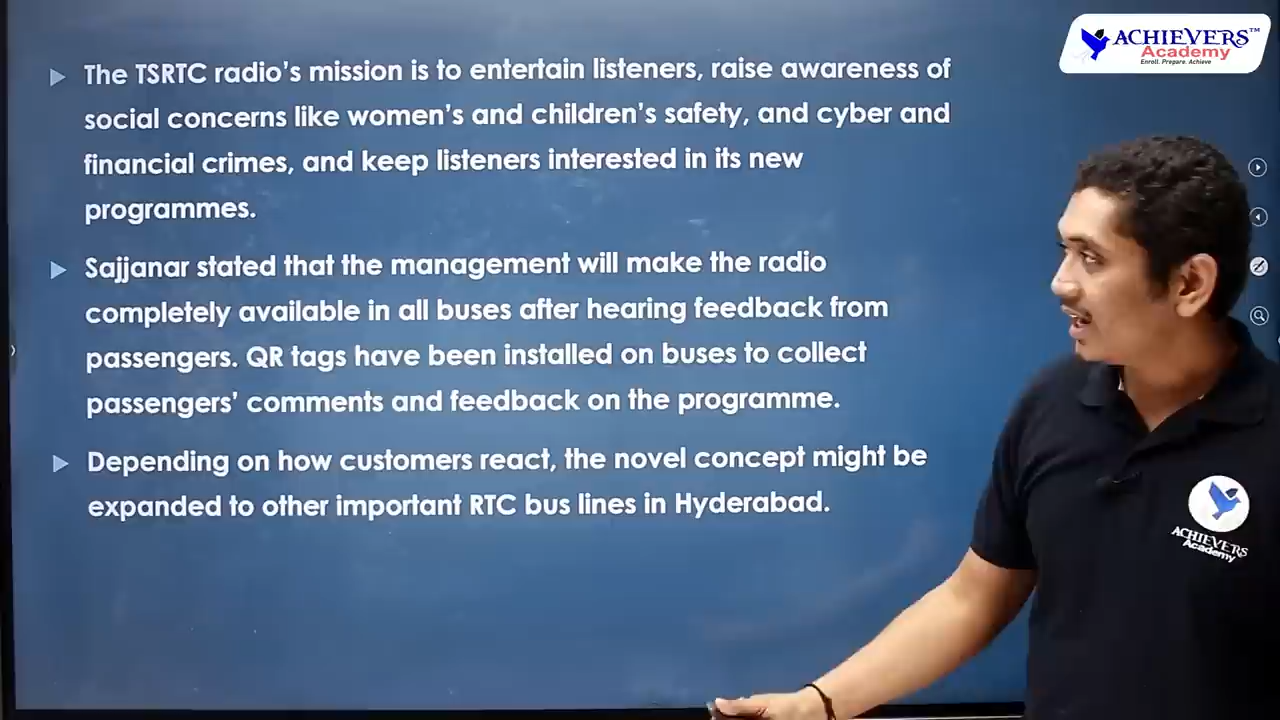 ACHIEVERS™
Academy
Enroll. Prepare. Achieve
The TSRTC radio's mission is to entertain listeners, raise awareness of
social concerns like women's and children's safety, and cyber and
financial crimes, and keep listeners interested in its new
programmes.
Sajjanar stated that the management will make the radio
completely available in all buses after hearing feedback from
passengers. QR tags have been installed on buses to collect
passengers' comments and feedback on the programme.
Depending on how customers react, the novel concept might be
expanded to other important RTC bus lines in Hyderabad.
ACHIEVERS
Academy